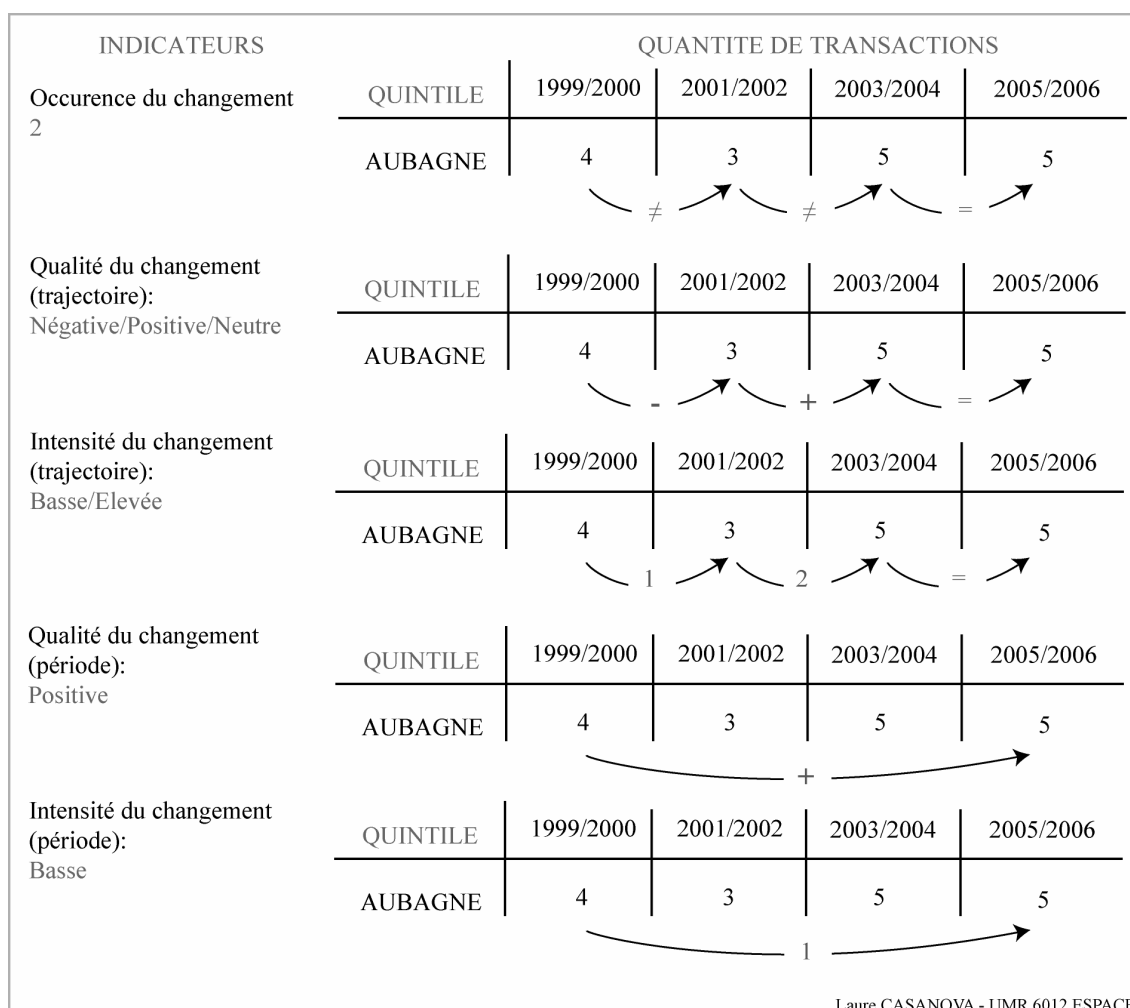 INDICATEURS QUANTITE DE TRANSACTIONS
Occurence du changement
2
QUINTILE 1999/2000 2001/2002 2003/2004 2005/2006
AUBAGNE 4 3 5 5
≠ ≠ =
Qualité du changement
(trajectoire):
Négative/Positive/Neutre
QUINTILE 1999/2000 2001/2002 2003/2004 2005/2006
AUBAGNE 4 3 5 5
- + =
Intensité du changement
(trajectoire):
Basse/Elevée
QUINTILE 1999/2000 2001/2002 2003/2004 2005/2006
AUBAGNE 4 3 5 5
1 2 =
Qualité du changement
(période):
Positive
QUINTILE 1999/2000 2001/2002 2003/2004 2005/2006
AUBAGNE 4 3 5 5
+
Intensité du changement
(période):
Basse
QUINTILE 1999/2000 2001/2002 2003/2004 2005/2006
AUBAGNE 4 3 5 5
1
Laure CASANOVA - UMR 6012 ESPACE